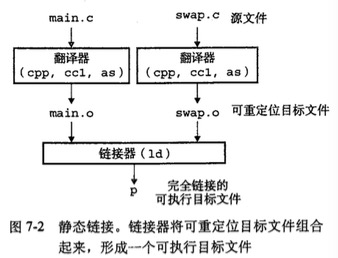 main.c swap.c 源文件
翻译器 翻译器
(cpp, cc1, as) (cpp, cc1, as)
main.o swap.o 可重定位目标文件
链接器(ld)
p 完全链接的
可执行目标文件
图 7-2 静态链接。链接器将可重定位目标文件组合
起来，形成一个可执行目标文件